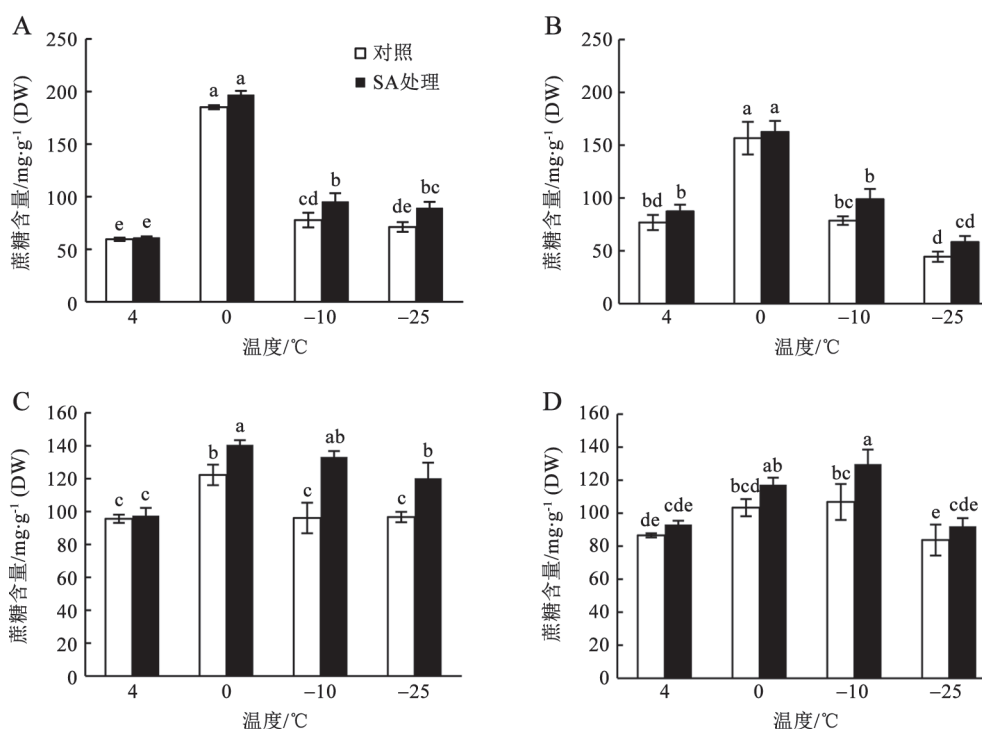 A
蔗糖含量/mg·g⁻¹ (DW)
250
200
150
100
50
0
对照
SA处理
e e
a a
cd b
de bc
4 0 –10 –25
温度/℃
B
蔗糖含量/mg·g⁻¹ (DW)
250
200
150
100
50
0
bd b
a a
bc b
d cd
4 0 –10 –25
温度/℃
C
蔗糖含量/mg·g⁻¹ (DW)
160
140
120
100
80
60
40
20
0
c c
b a
c ab
c b
4 0 –10 –25
温度/℃
D
蔗糖含量/mg·g⁻¹ (DW)
160
140
120
100
80
60
40
20
0
de cde
bcd ab
bc a
e cde
4 0 –10 –25
温度/℃